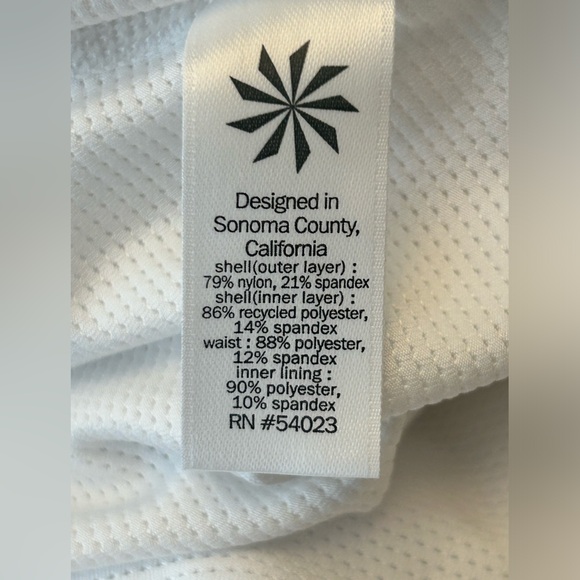 Designed in
Sonoma County,
California
shell(outer layer) :
79% nylon, 21% spandex
shell(inner layer) :
86% recycled polyester,
14% spandex
waist : 88% polyester,
12% spandex
inner lining :
90% polyester,
10% spandex
RN #54023